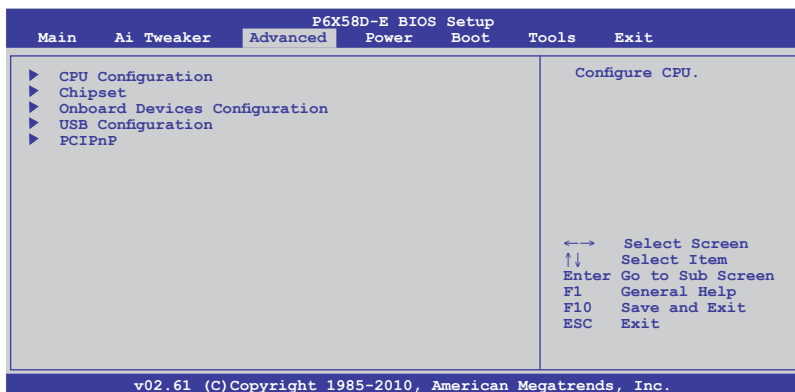 P6X58D-E BIOS Setup
Main Ai Tweaker Advanced Power Boot Tools Exit
CPU Configuration
Chipset
Onboard Devices Configuration
USB Configuration
PCIPnP
Configure CPU.
←→ Select Screen
↑↓ Select Item
Enter Go to Sub Screen
F1 General Help
F10 Save and Exit
ESC Exit
v02.61 (C)Copyright 1985-2010, American Megatrends, Inc.